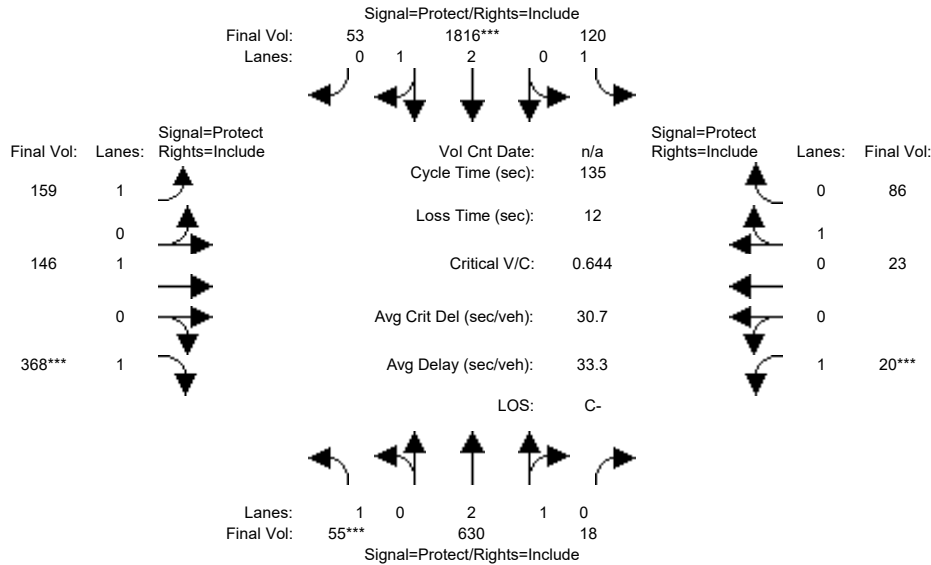 Signal=Protect/Rights=Include
Final Vol: 53 1816*** 120
Lanes: 0 1 2 0 1
Signal=Protect Signal=Protect
Final Vol: Lanes: Rights=Include Vol Cnt Date: n/a Rights=Include Lanes: Final Vol:
Cycle Time (sec): 135
159 1 0 86
Loss Time (sec): 12
0 1
146 1 Critical V/C: 0.644 0 23
0 Avg Crit Del (sec/veh): 30.7 0
368*** 1 Avg Delay (sec/veh): 33.3 1 20***
LOS: C-
Lanes: 1 0 2 1 0
Final Vol: 55*** 630 18
Signal=Protect/Rights=Include